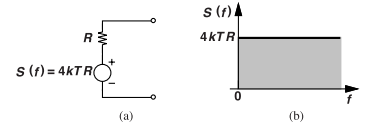 R
+
S (f) = 4kTR
−
(a)
S (f)
4kTR
0
f
(b)